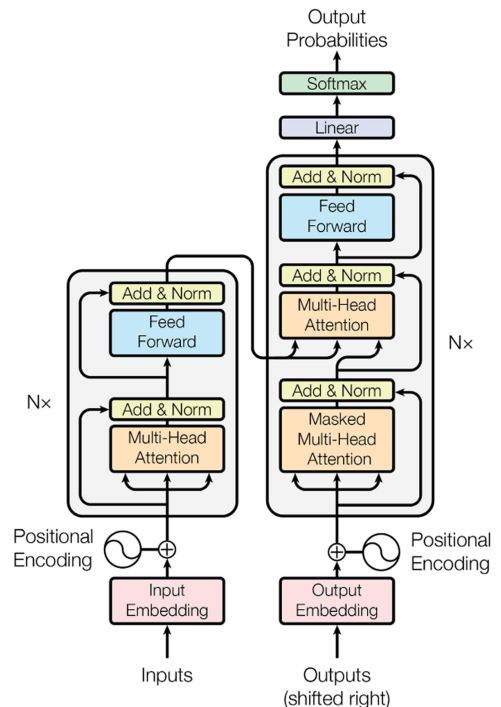 Output
Probabilities
Softmax
Linear
Add & Norm
Feed
Forward
Add & Norm
Multi-Head
Attention
Add & Norm
Masked
Multi-Head
Attention
N×
Add & Norm
Feed
Forward
Add & Norm
Multi-Head
Attention
N×
Positional
Encoding
Positional
Encoding
Input
Embedding
Output
Embedding
Inputs
Outputs
(shifted right)